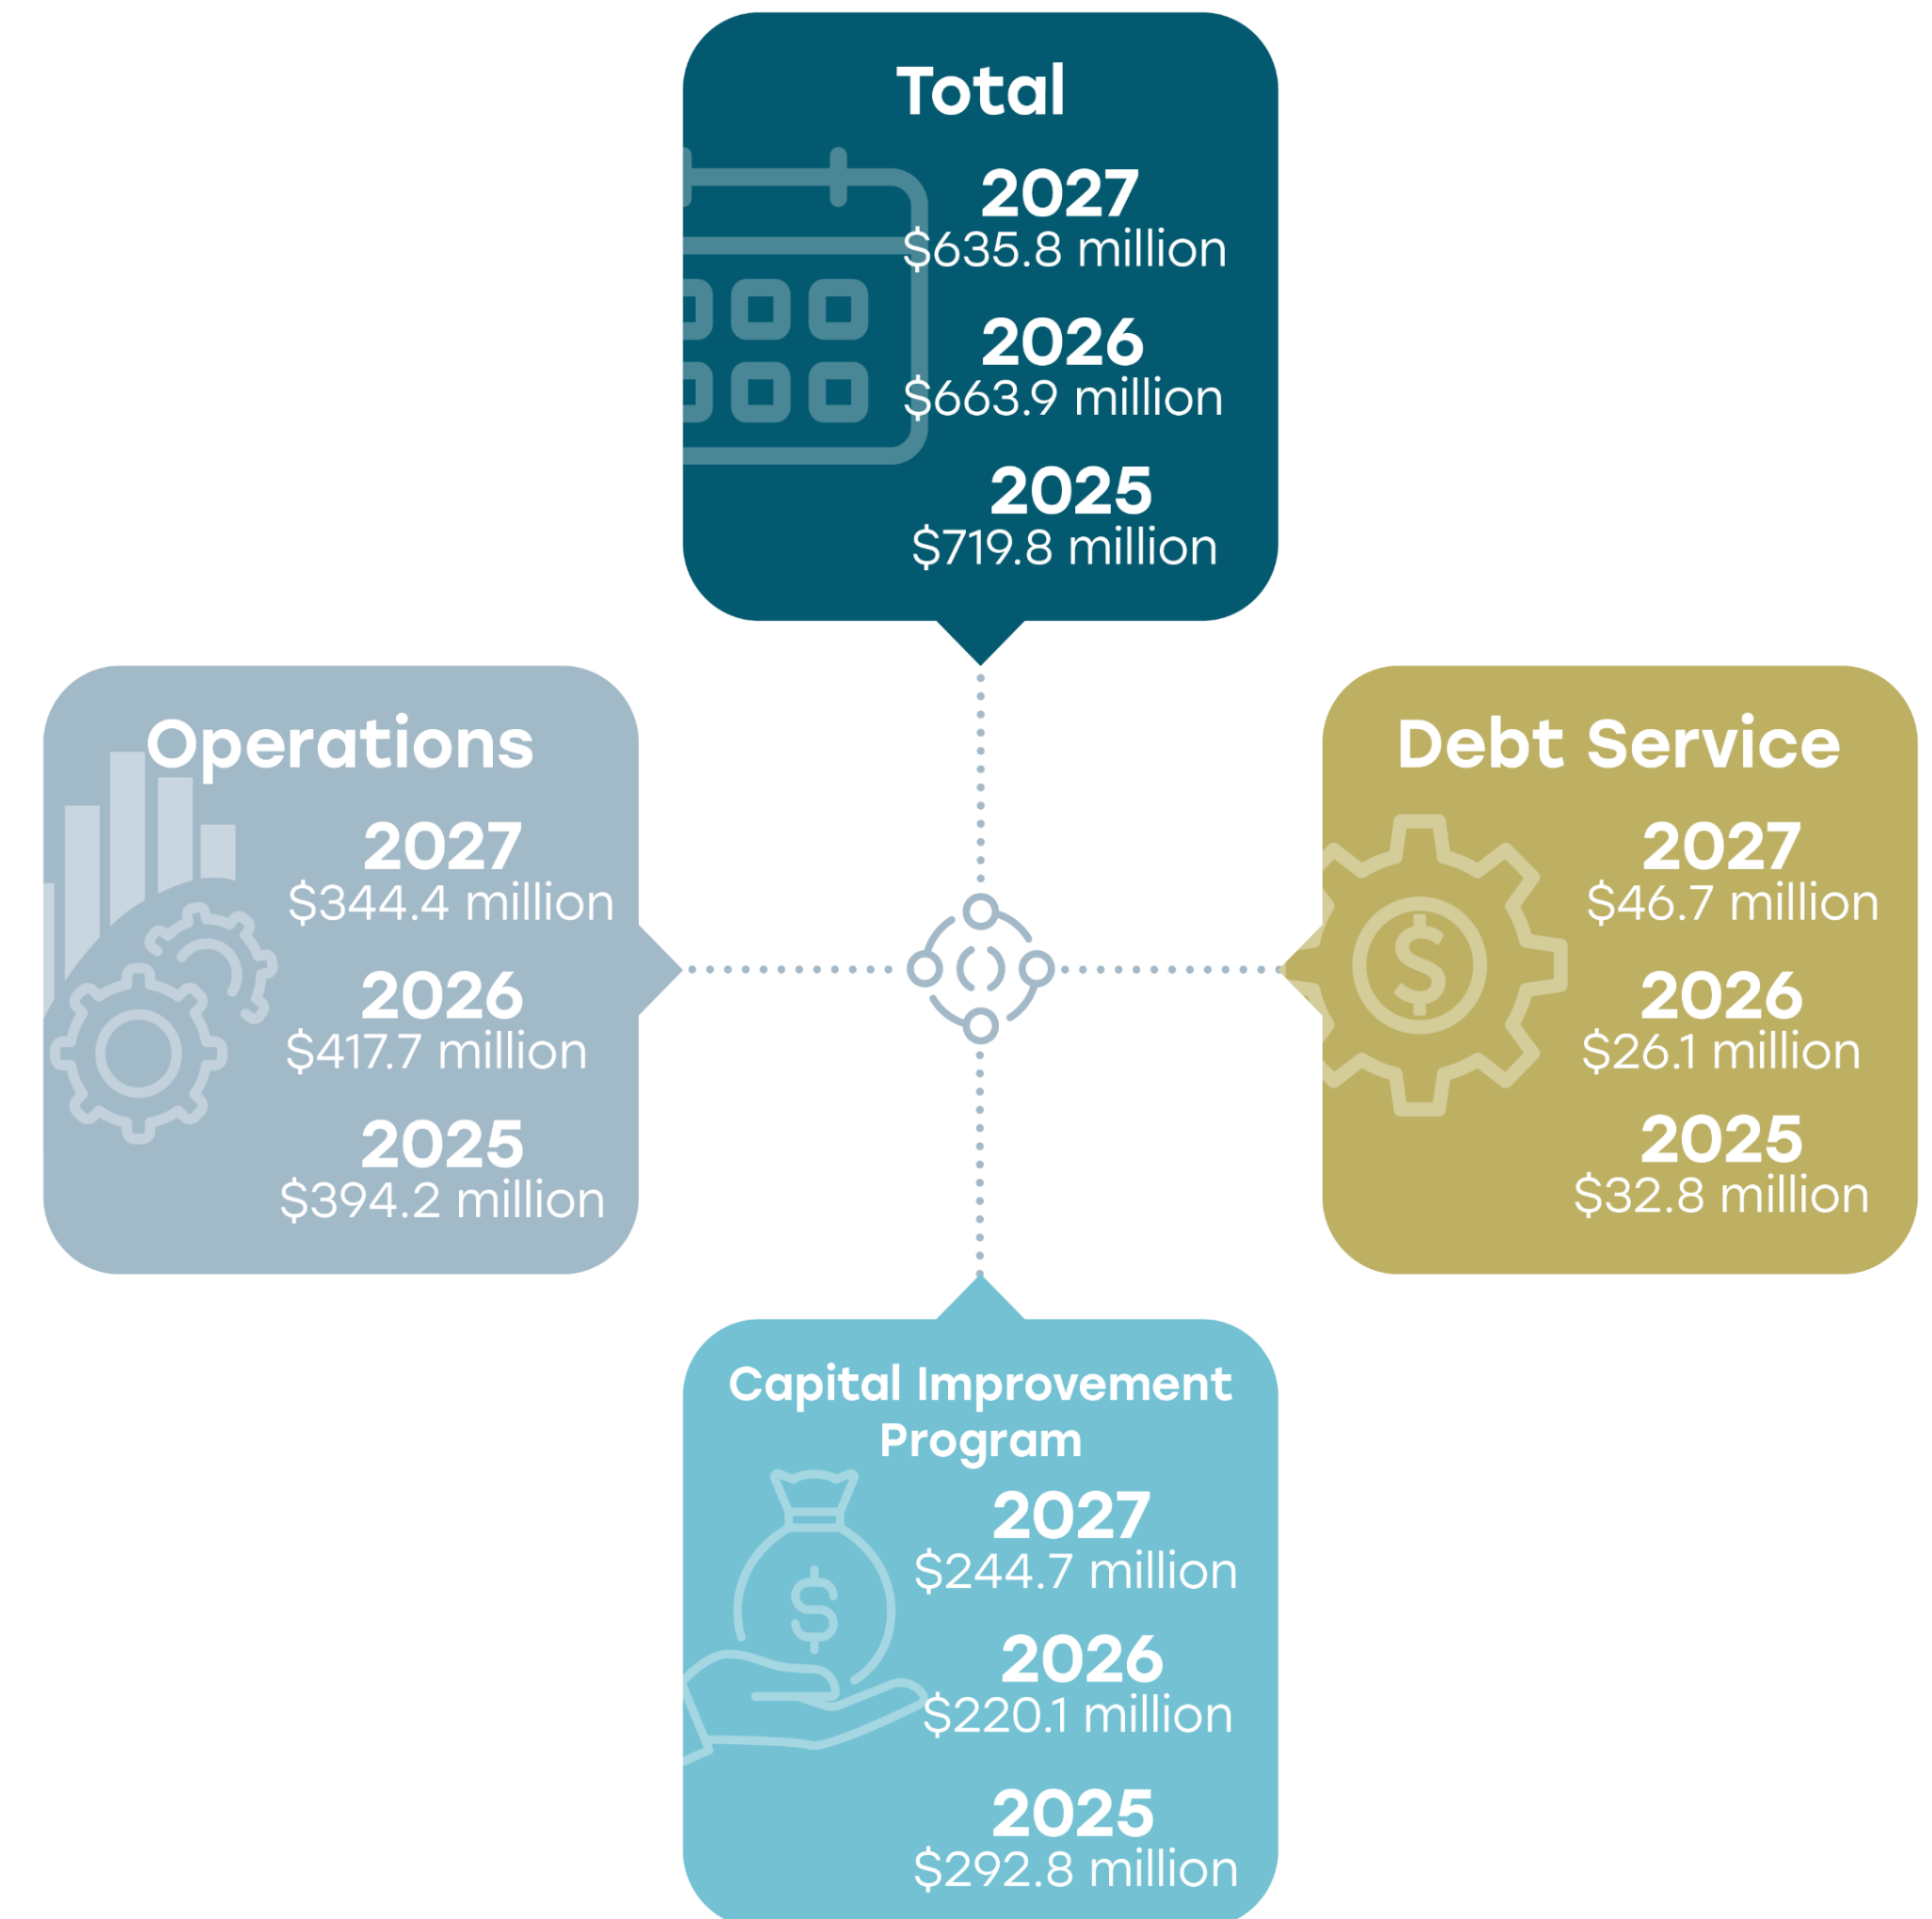 Total
2027
$635.8 million
2026
$663.9 million
2025
$719.8 million
Operations
2027
$344.4 million
2026
$417.7 million
2025
$394.2 million
Debt Service
2027
$46.7 million
2026
$26.1 million
2025
$32.8 million
Capital Improvement
Program
2027
$244.7 million
2026
$220.1 million
2025
$292.8 million